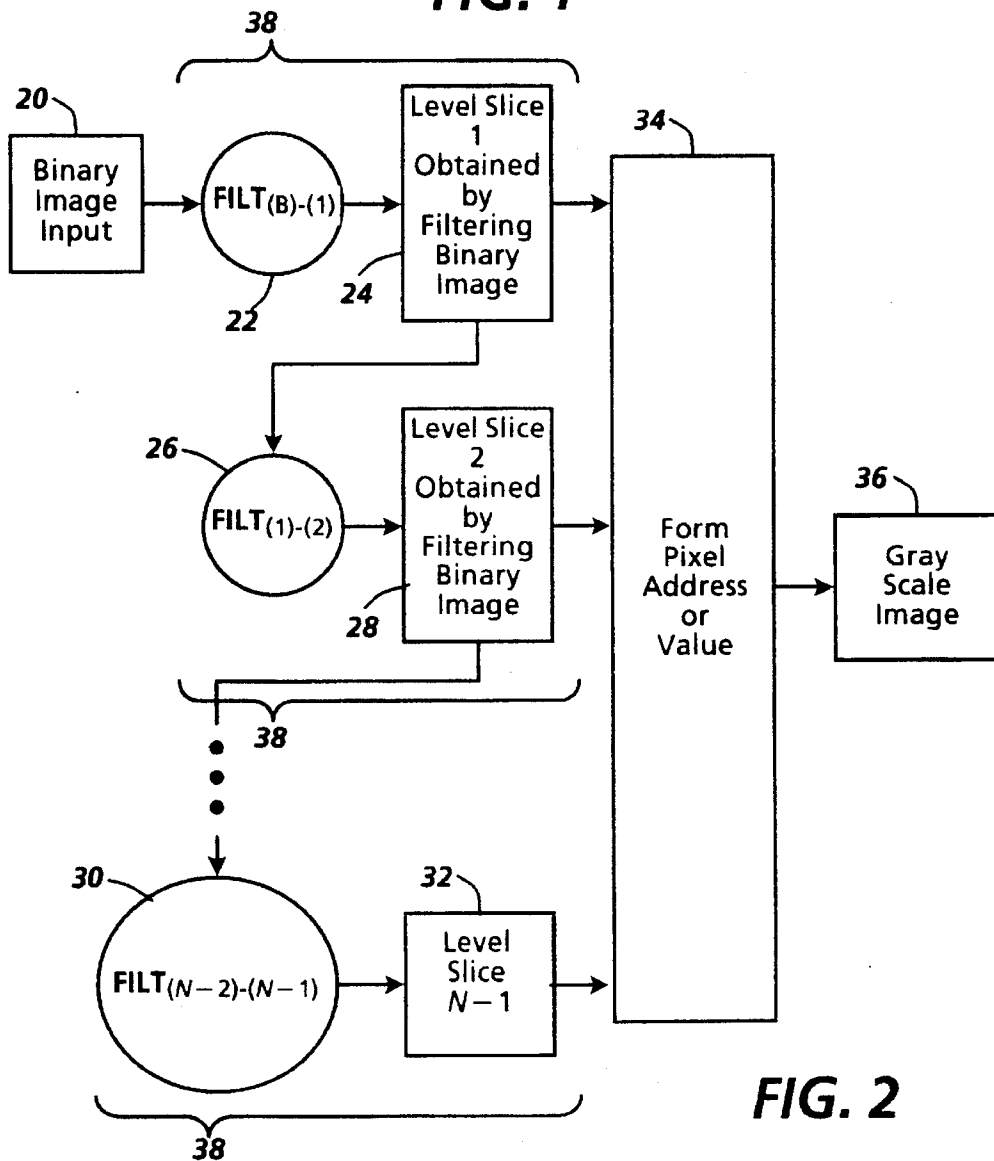 FIG. 1
38
20
Binary
Image
Input
FILT(B)-(1)
22
Level Slice
1
Obtained
by
Filtering
Binary
Image
24
34
26
FILT(1)-(2)
Level Slice
2
Obtained
by
Filtering
Binary
Image
28
38
Form
Pixel
Address
or
Value
36
Gray
Scale
Image
30
FILT(N−2)-(N−1)
32
Level
Slice
N−1
38
FIG. 2